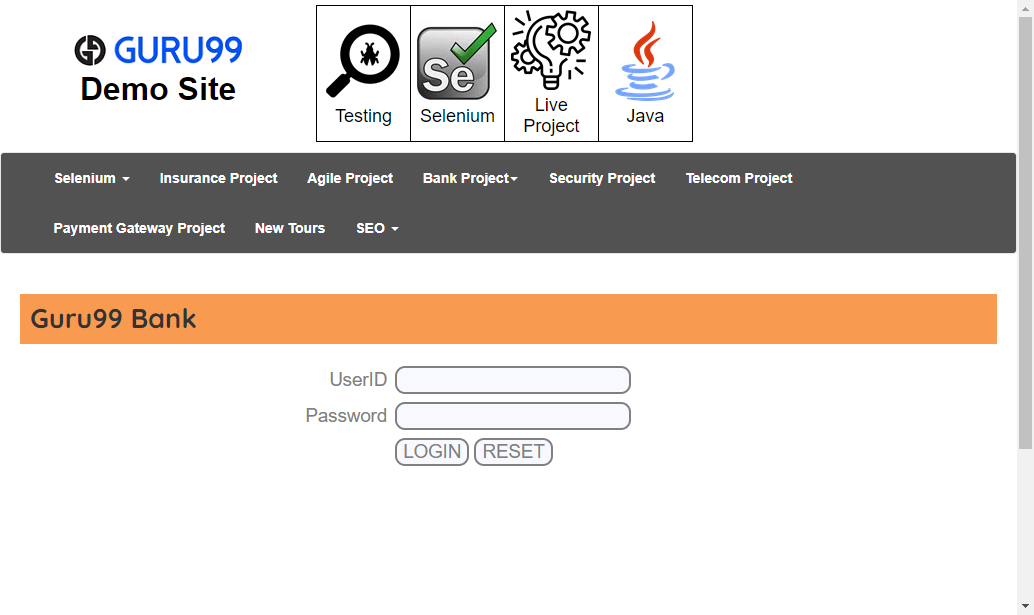 GURU99
Demo Site
Testing
Se
Selenium
Live
Project
Java
Selenium
Insurance Project
Agile Project
Bank Project
Security Project
Telecom Project
Payment Gateway Project
New Tours
SEO
Guru99 Bank
UserID
Password
LOGIN
RESET